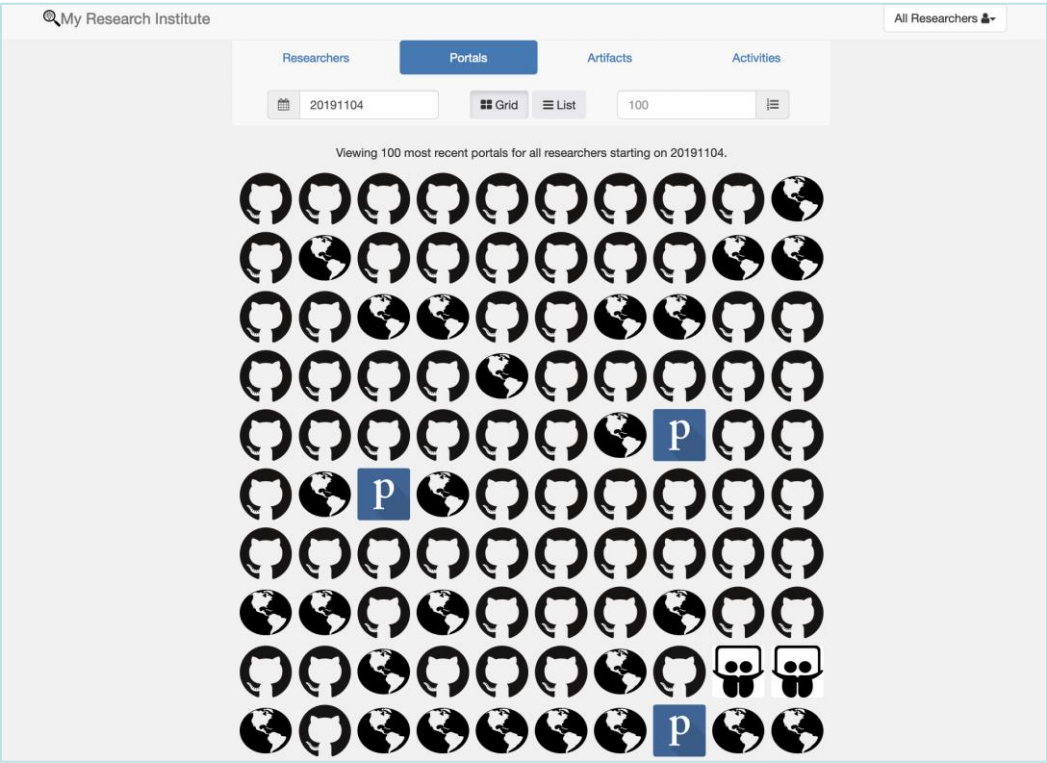 My Research Institute
All Researchers
Researchers Portals Artifacts Activities
20191104 Grid List 100
Viewing 100 most recent portals for all researchers starting on 20191104.
p
p
p